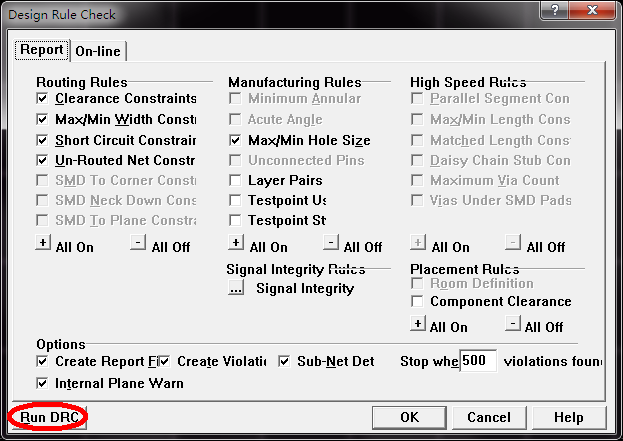 Design Rule Check
?
Report
On-line
Routing Rules
Clearance Constraints
Max/Min Width Constr
Short Circuit Constrain
Un-Routed Net Constr
SMD To Corner Const
SMD Neck Down Cons
SMD To Plane Constra
+ All On
- All Off
Manufacturing Rules
Minimum Annular
Acute Angle
Max/Min Hole Size
Unconnected Pins
Layer Pairs
Testpoint Us
Testpoint St
+ All On
- All Off
Signal Integrity Rules
... Signal Integrity
High Speed Rules
Parallel Segment Con
Max/Min Length Cons
Matched Length Cons
Daisy Chain Stub Con
Maximum Via Count
Vias Under SMD Pads
+ All On
- All Off
Placement Rules
Room Definition
Component Clearance
+ All On
- All Off
Options
Create Report Fi Create Violatic Sub-Net Det Stop whe 500 violations foun
Internal Plane Warn
Run DRC OK Cancel Help